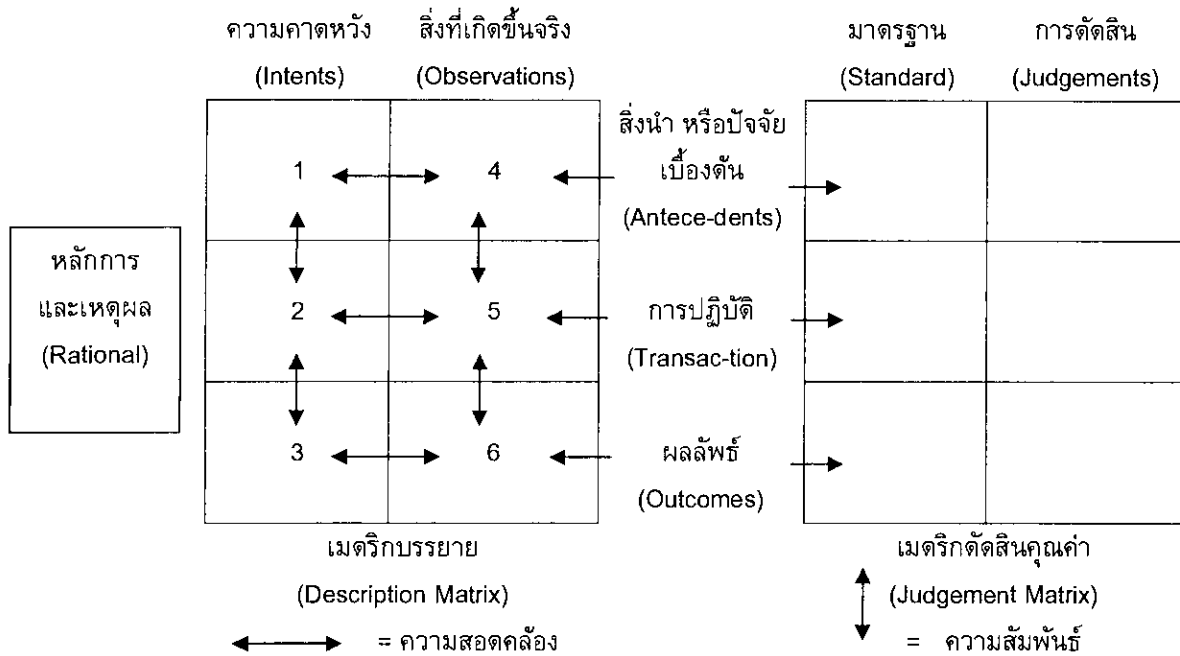 ความคาดหวัง สิ่งที่เกิดขึ้นจริง มาตรฐาน การตัดสิน
(Intents) (Observations) (Standard) (Judgements)
สิ่งนำ หรือปัจจัย
1 4 เบื้องต้น
(Antece-dents)
หลักการ
และเหตุผล
(Rational)
2 5 การปฏิบัติ
(Transac-tion)
3 6 ผลลัพธ์
(Outcomes)
เมตริกบรรยาย เมตริกตัดสินคุณค่า
(Description Matrix) (Judgement Matrix)
= ความสอดคล้อง = ความสัมพันธ์